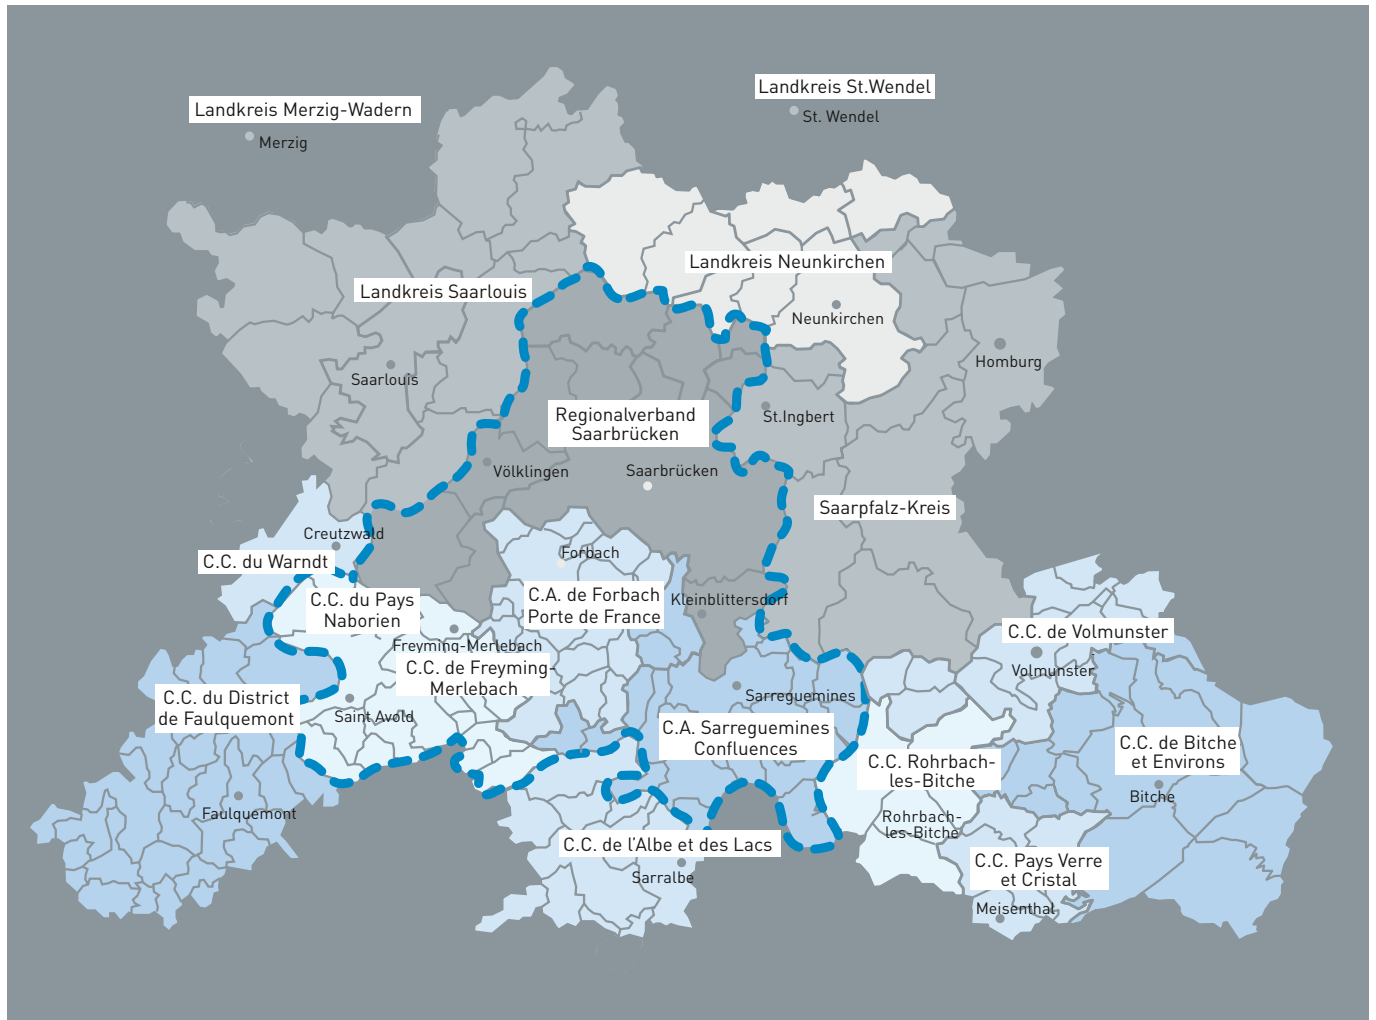 Landkreis St.Wendel
St. Wendel
Landkreis Merzig-Wadern
Merzig
Landkreis Neunkirchen
Neunkirchen
Landkreis Saarlouis
Saarlouis
Homburg
Regionalverband
Saarbrücken
St.Ingbert
Völklingen
Saarbrücken
Saarpfalz-Kreis
Creutzwald
C.C. du Warndt
Forbach
C.A. de Forbach
Porte de France
Kleinblittersdorf
C.C. du Pays
Naborien
Freyming-Merlebach
C.C. de Freyming-
Merlebach
C.C. de Volmunster
Volmunster
C.C. du District
de Faulquemont
Saint Avold
Sarreguemines
C.A. Sarreguemines
Confluences
C.C. Rohrbach-
les-Bitche
C.C. de Bitche
et Environs
Bitche
Faulquemont
Rohrbach-
les-Bitche
C.C. de l'Albe et des Lacs
Sarralbe
C.C. Pays Verre
et Cristal
Meisenthal